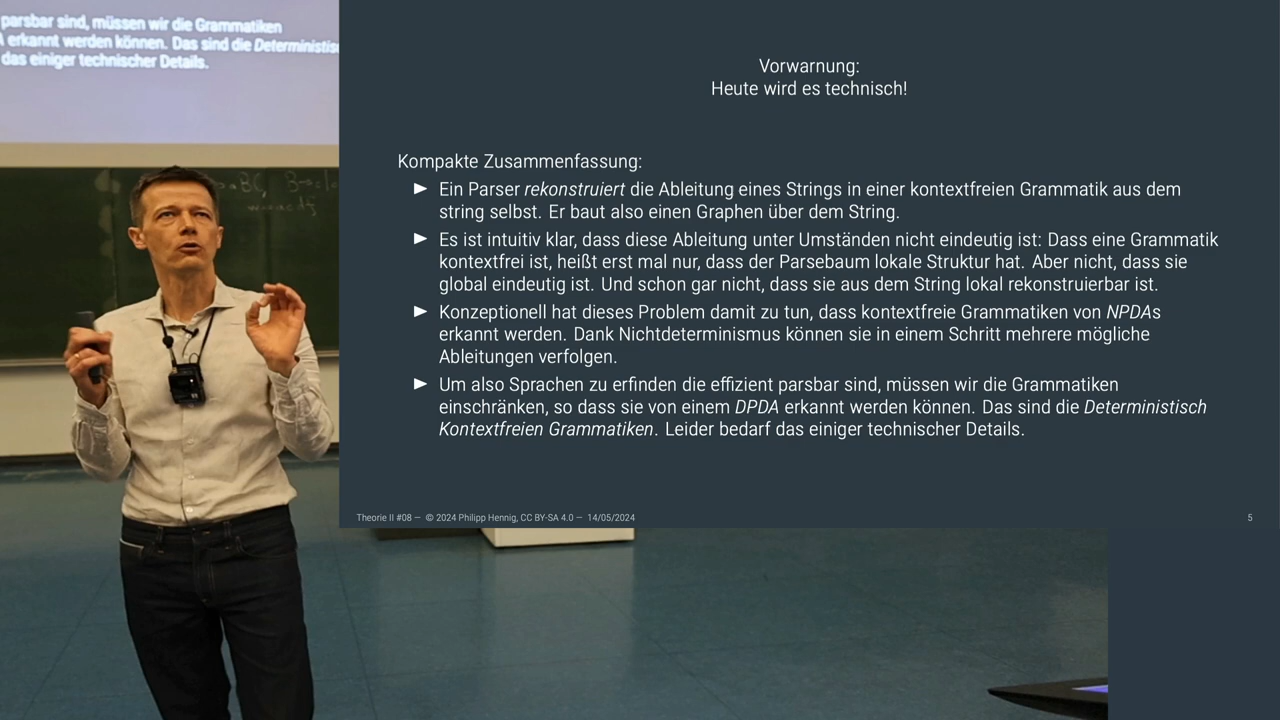 parsbar sind, müssen wir die Grammatiken
erkannt werden können. Das sind die
das einiger technischer Details.
Vorwarnung:
Heute wird es technisch!
Kompakte Zusammenfassung:
► Ein Parser rekonstruiert die Ableitung eines Strings in einer kontextfreien Grammatik aus dem
string selbst. Er baut also einen Graphen über dem String.
► Es ist intuitiv klar, dass diese Ableitung unter Umständen nicht eindeutig ist: Dass eine Grammatik
kontextfrei ist, heißt erst mal nur, dass der Parsebaum lokale Struktur hat. Aber nicht, dass sie
global eindeutig ist. Und schon gar nicht, dass sie aus dem String lokal rekonstruierbar ist.
► Konzeptionell hat dieses Problem damit zu tun, dass kontextfreie Grammatiken von NPDAs
erkannt werden. Dank Nichtdeterminismus können sie in einem Schritt mehrere mögliche
Ableitungen verfolgen.
► Um also Sprachen zu erfinden die effizient parsbar sind, müssen wir die Grammatiken
einschränken, so dass sie von einem DPDA erkannt werden können. Das sind die Deterministisch
Kontextfreien Grammatiken. Leider bedarf das einiger technischer Details.
Theorie II #08 — © 2024 Philipp Hennig, CC BY-SA 4.0 — 14/05/2024
5